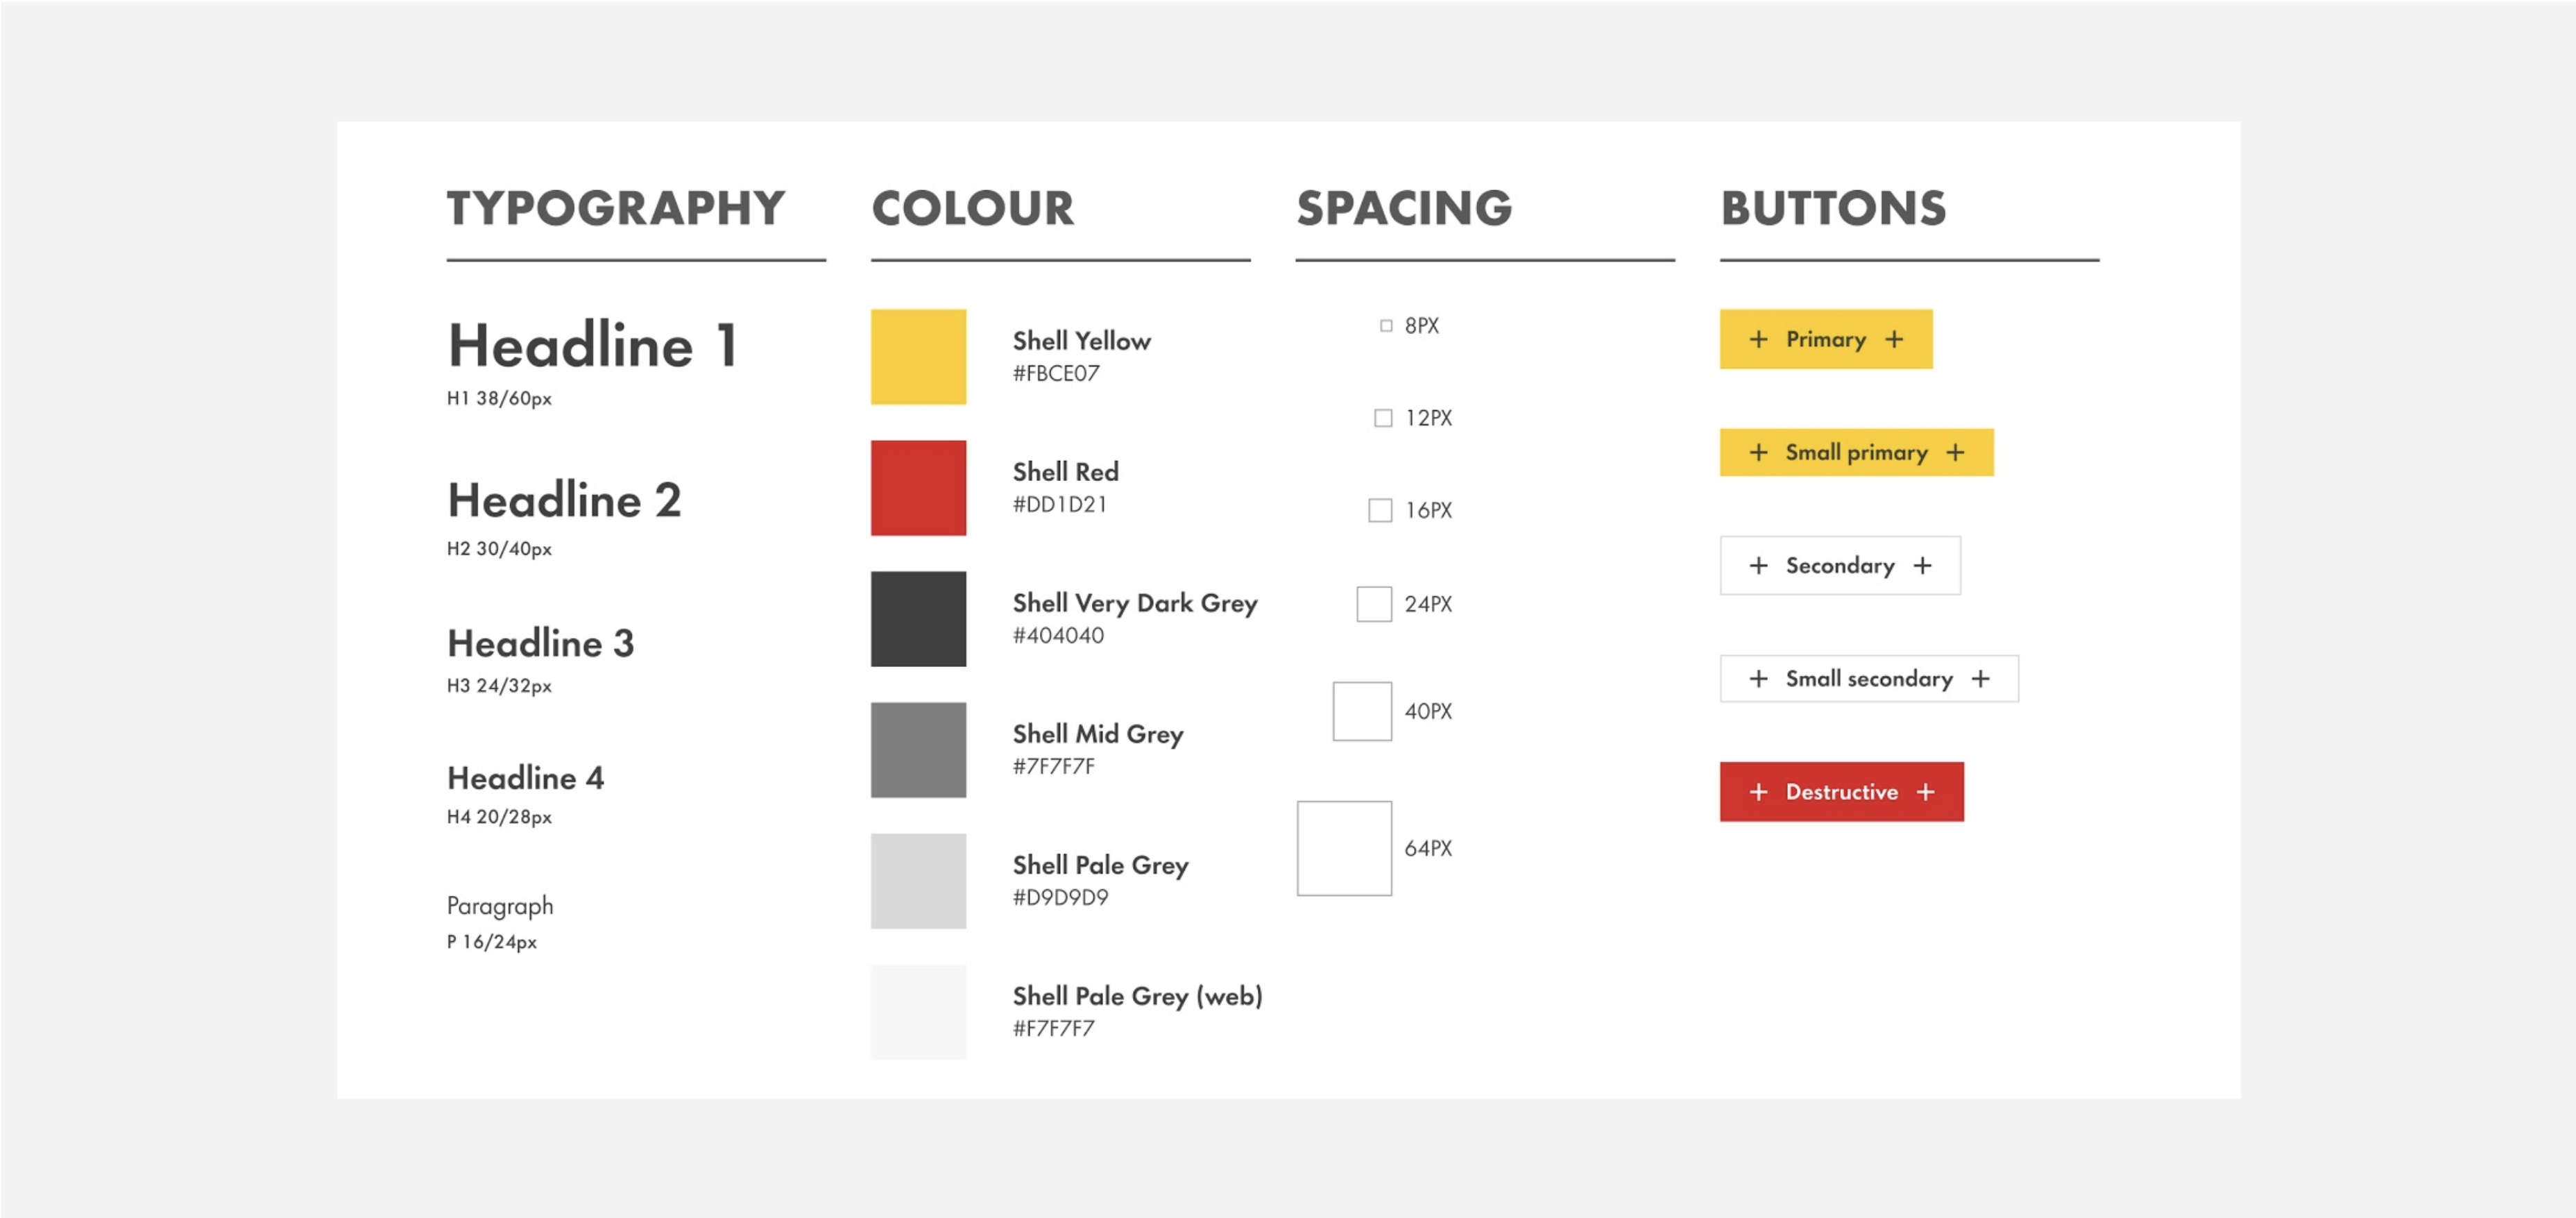 TYPOGRAPHY
Headline 1
H1 38/60px
Headline 2
H2 30/40px
Headline 3
H3 24/32px
Headline 4
H4 20/28px
Paragraph
P 16/24px
COLOUR
Shell Yellow
#FBCE07
Shell Red
#DD1D21
Shell Very Dark Grey
#404040
Shell Mid Grey
#7F7F7F
Shell Pale Grey
#D9D9D9
Shell Pale Grey (web)
#F7F7F7
SPACING
8PX
12PX
16PX
24PX
40PX
64PX
BUTTONS
+ Primary +
+ Small primary +
+ Secondary +
+ Small secondary +
+ Destructive +